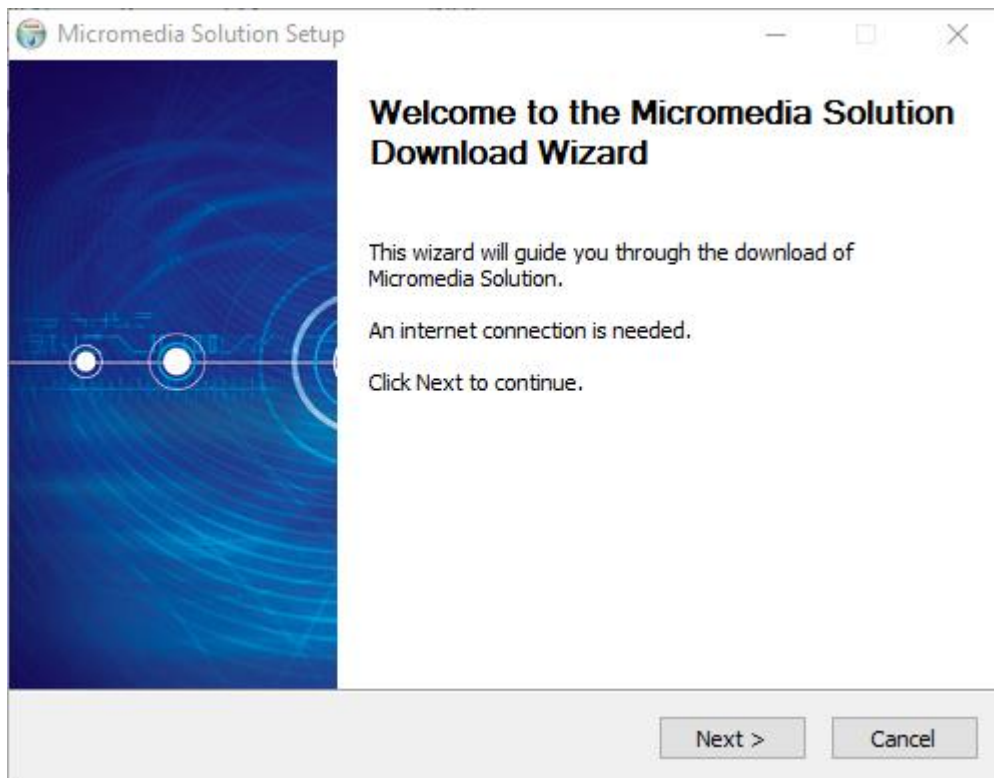 Micromedia Solution Setup
Welcome to the Micromedia Solution
Download Wizard
This wizard will guide you through the download of
Micromedia Solution.
An internet connection is needed.
Click Next to continue.
Next >
Cancel